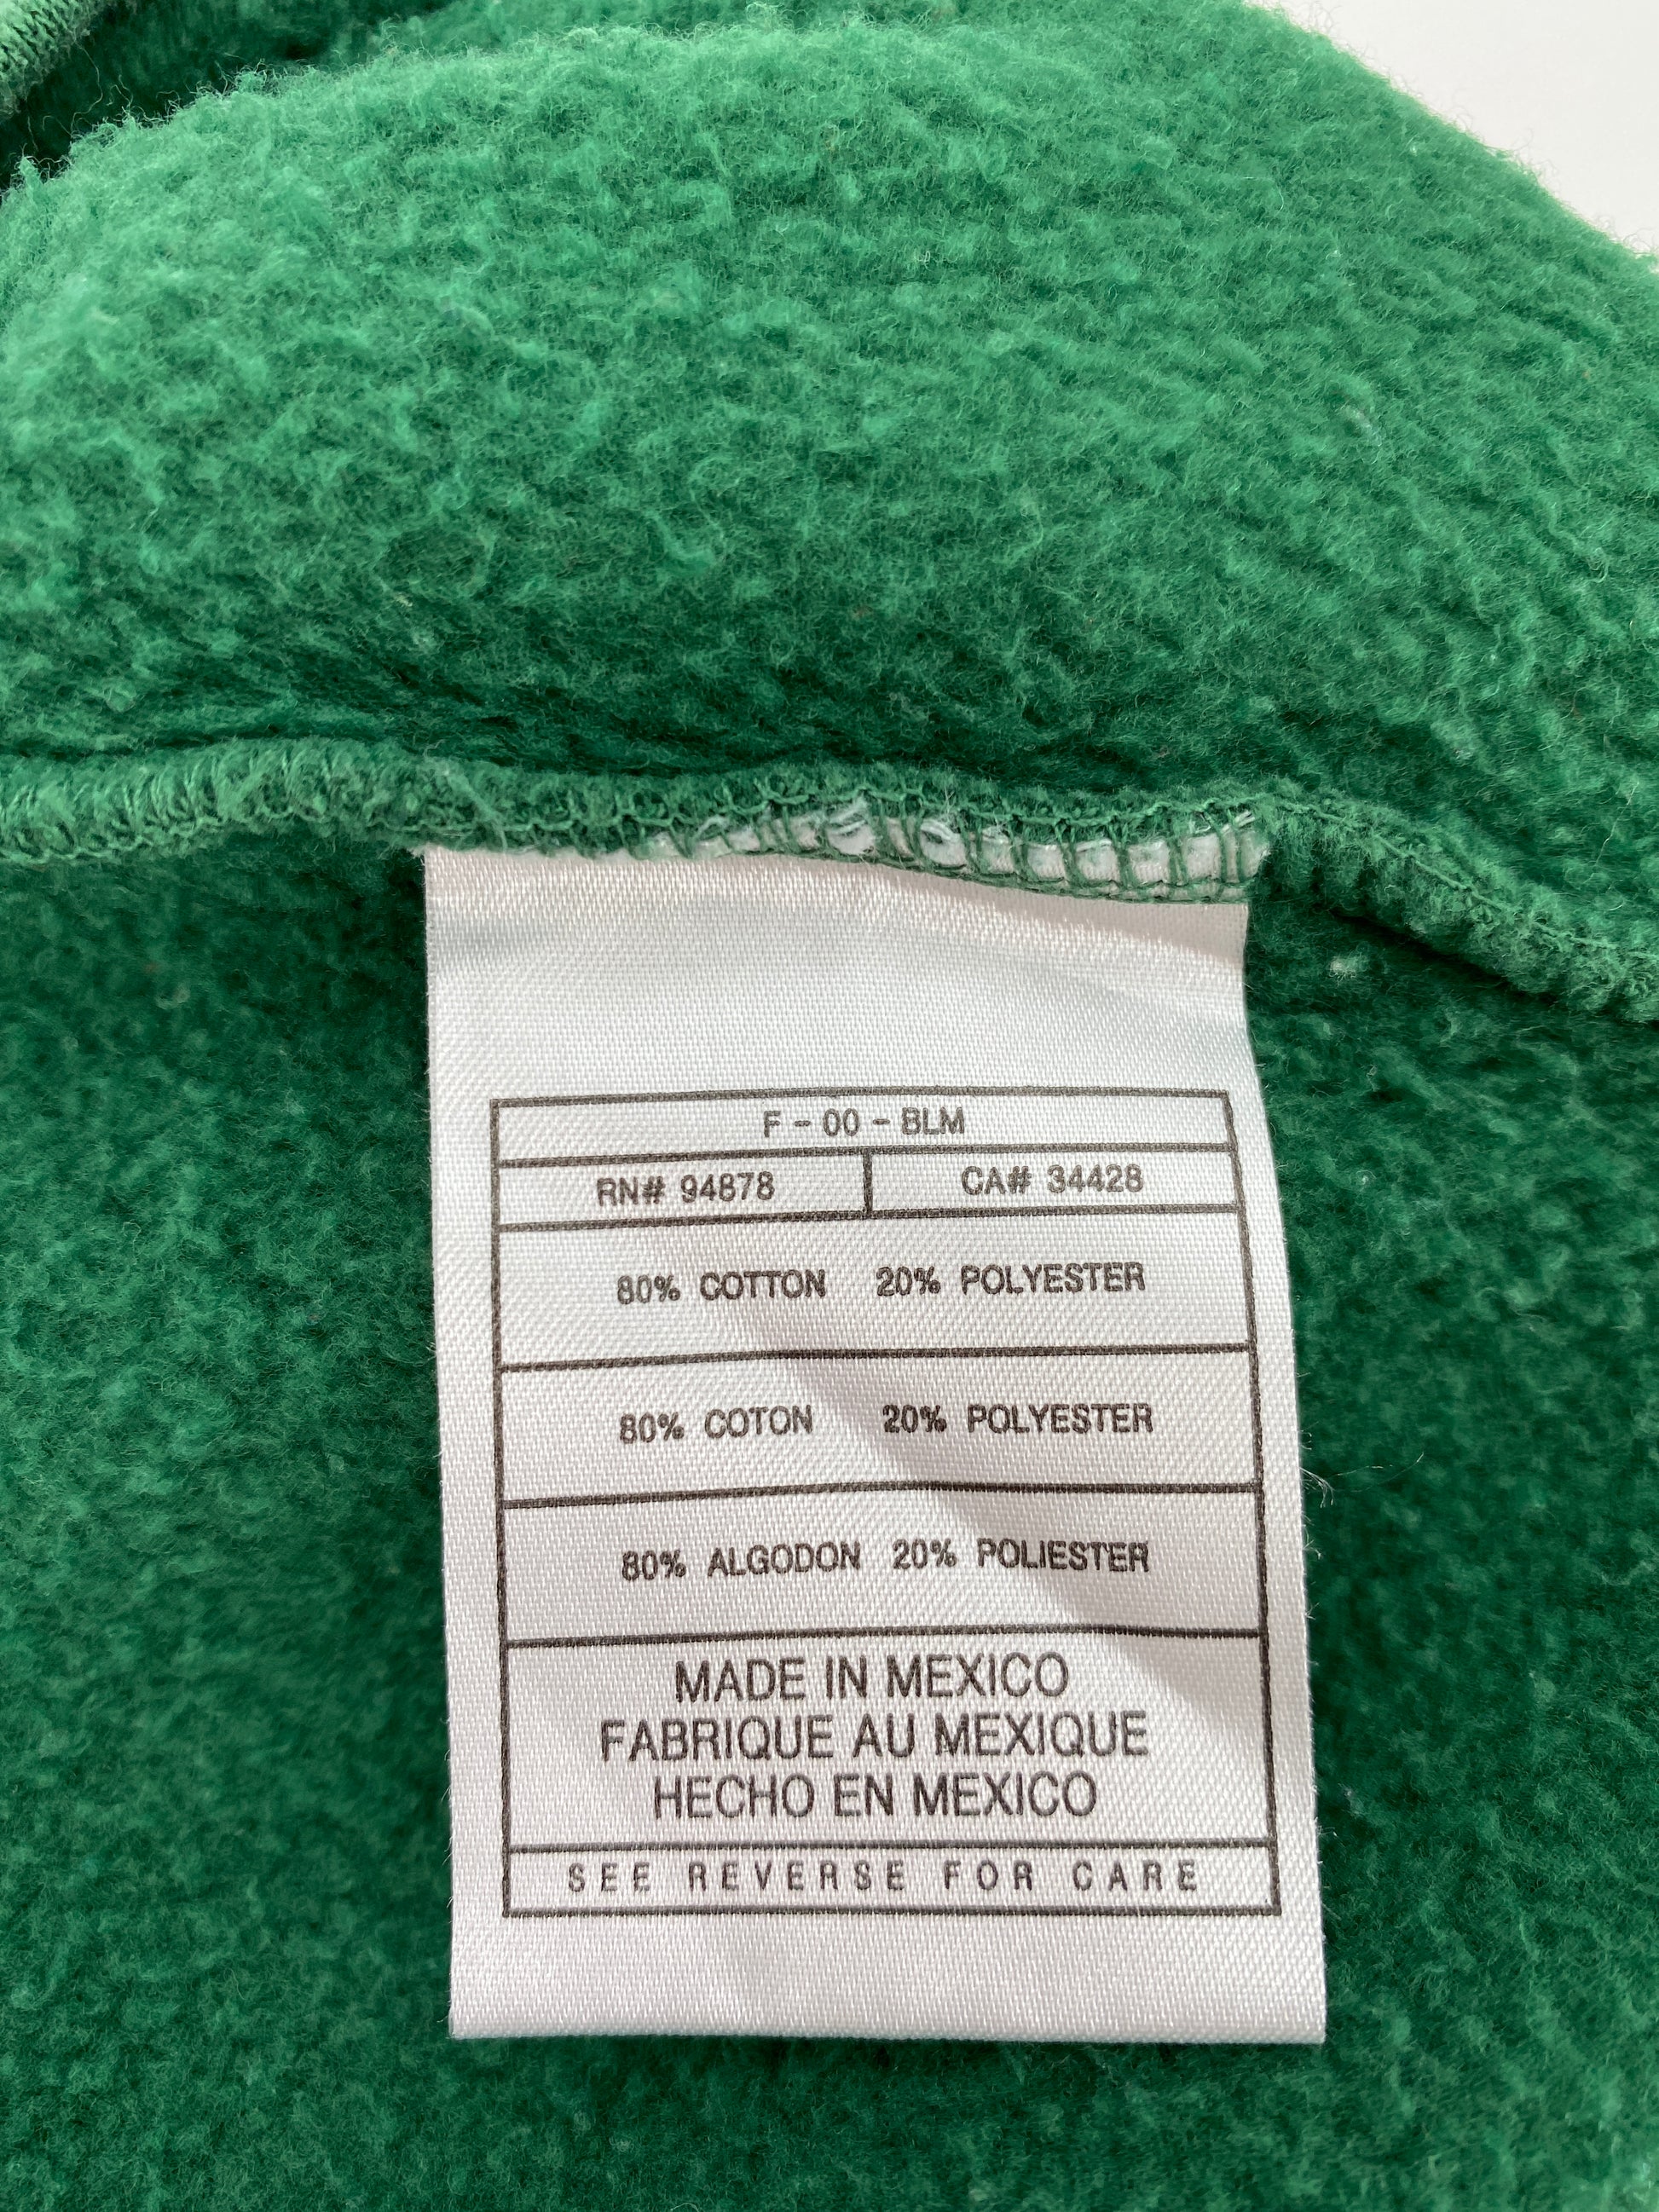 F - 00 - BLM
RN# 94878 CA# 34428
80% COTTON 20% POLYESTER
80% COTON 20% POLYESTER
80% ALGODON 20% POLIESTER
MADE IN MEXICO
FABRIQUE AU MEXIQUE
HECHO EN MEXICO
SEE REVERSE FOR CARE